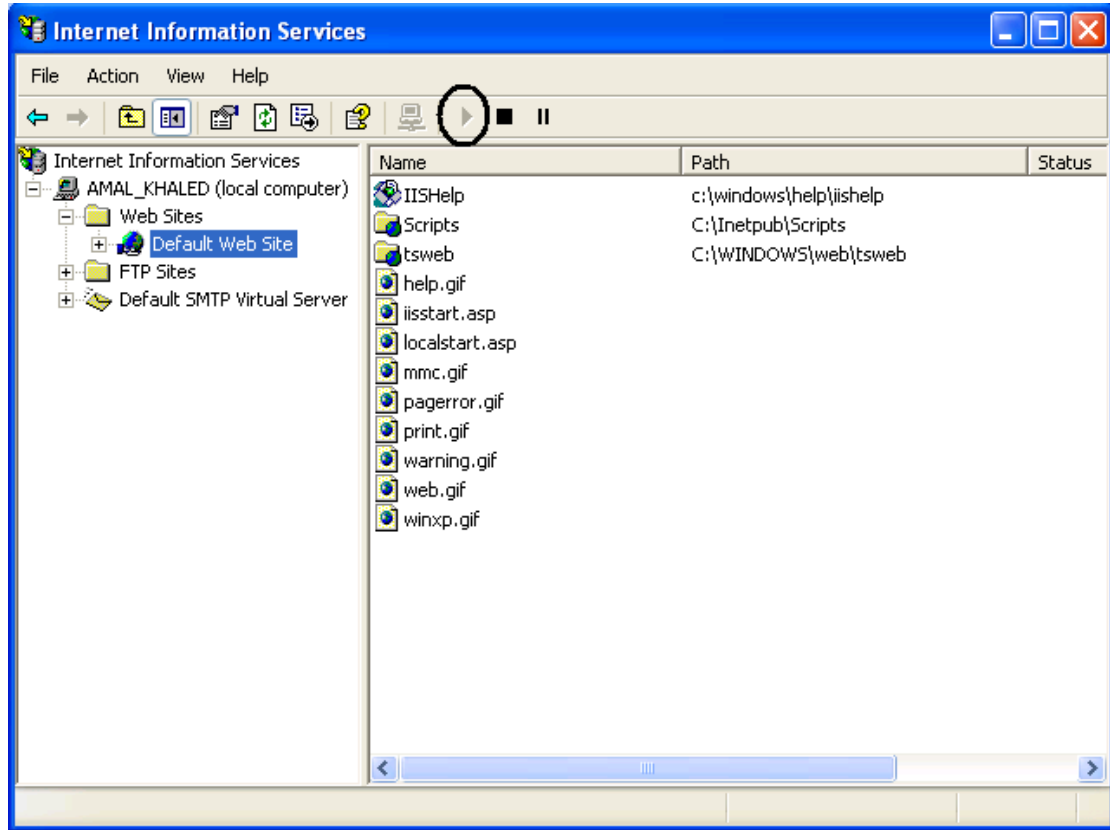 Internet Information Services
File Action View Help
Internet Information Services
AMAL_KHALED (local computer)
Web Sites
Default Web Site
FTP Sites
Default SMTP Virtual Server
Name Path Status
IISHelp c:\windows\help\iishelp
Scripts C:\Inetpub\Scripts
tsweb C:\WINDOWS\web\tsweb
help.gif
iisstart.asp
localstart.asp
mmc.gif
pagerror.gif
print.gif
warning.gif
web.gif
winxp.gif